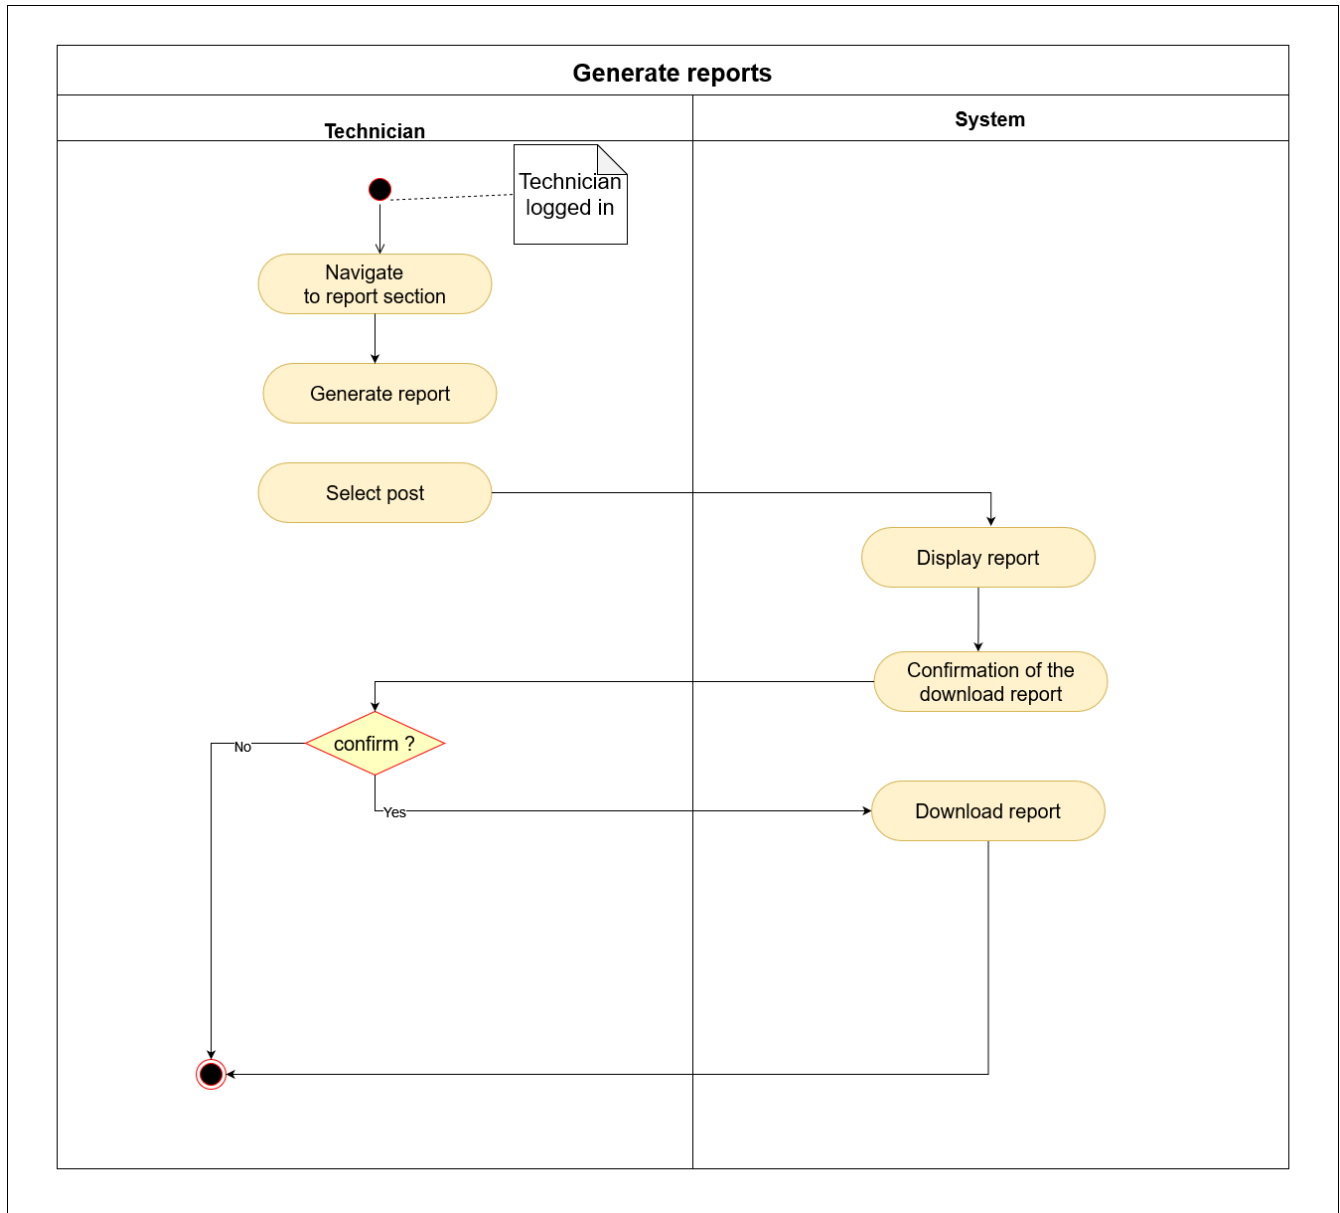 Generate reports
Technician
System
Technician
logged in
Navigate
to report section
Generate report
Select post
Display report
Confirmation of the
download report
confirm ?
No
Yes
Download report